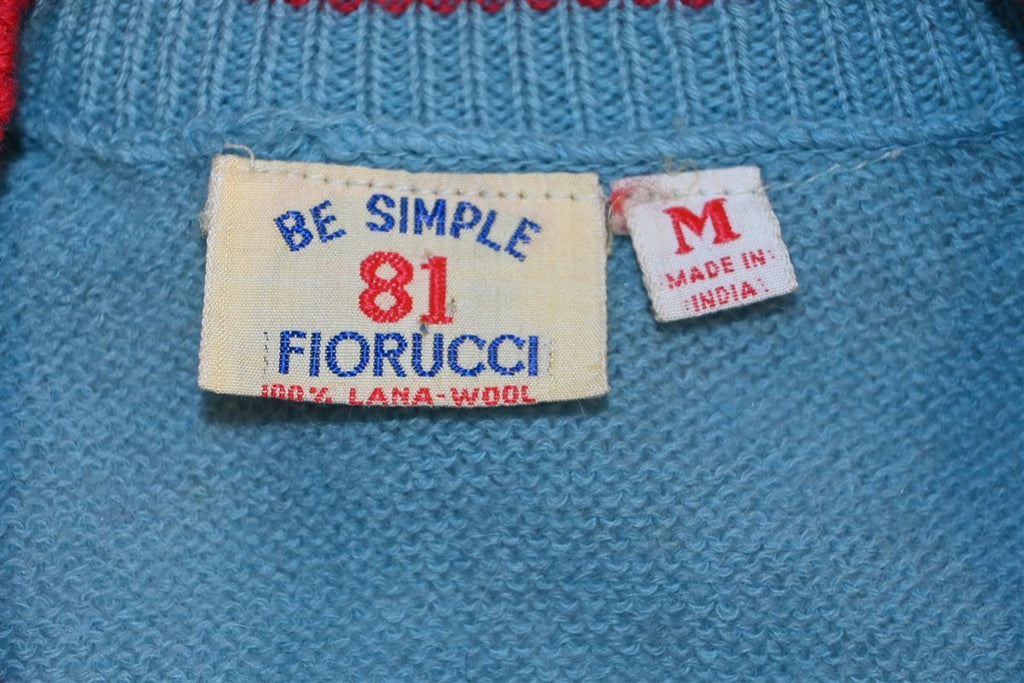 BE SIMPLE
81
FIORUCCI
100% LANA-WOOL
M
MADE IN
INDIA